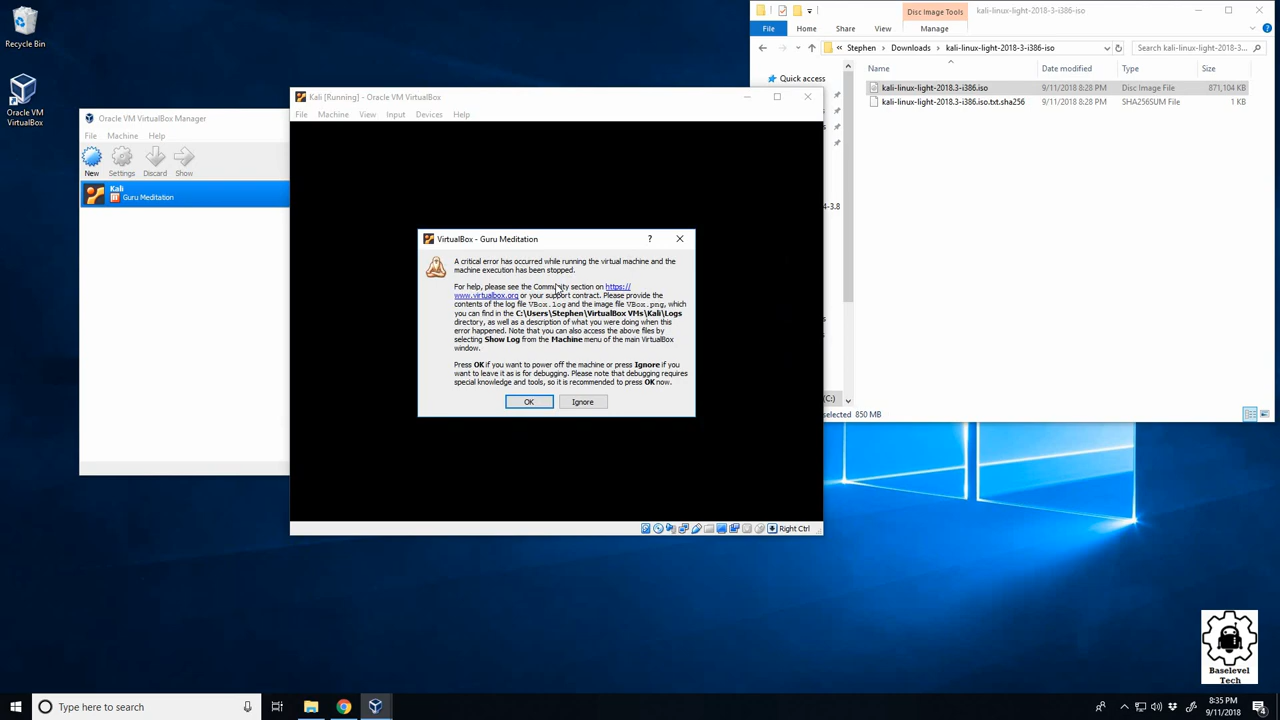 Recycle Bin
Oracle VM
VirtualBox
Oracle VM VirtualBox Manager
File Machine Help
New Settings Discard Show
Kali
Guru Meditation
Kali [Running] - Oracle VM VirtualBox
File Machine View Input Devices Help
VirtualBox - Guru Meditation
?
A critical error has occurred while running the virtual machine and the
machine execution has been stopped.
For help, please see the Community section on https://
www.virtualbox.org or your support contract. Please provide the
contents of the log file VBox.log and the image file VBox.png, which
you can find in the C:\Users\Stephen\VirtualBox VMs\Kali\Logs
directory, as well as a description of what you were doing when this
error happened. Note that you can also access the above files by
selecting Show Log from the Machine menu of the main VirtualBox
window.
Press OK if you want to power off the machine or press Ignore if you
want to leave it as is for debugging. Please note that debugging requires
special knowledge and tools, so it is recommended to press OK now.
OK Ignore
Right Ctrl
Disc Image Tools
kali-linux-light-2018-3-i386-iso
File Home Share View Manage
« Stephen › Downloads › kali-linux-light-2018-3-i386-iso
Search kali-linux-light-2018-3-...
Quick access
Name Date modified Type Size
kali-linux-light-2018.3-i386.iso 9/11/2018 8:28 PM Disc Image File 871,104 KB
kali-linux-light-2018.3-i386.iso.txt.sha256 9/11/2018 8:28 PM SHA256SUM File 1 KB
4-3.8
(C:)
selected 850 MB
Baselevel
Tech
Type here to search
8:35 PM
9/11/2018
4